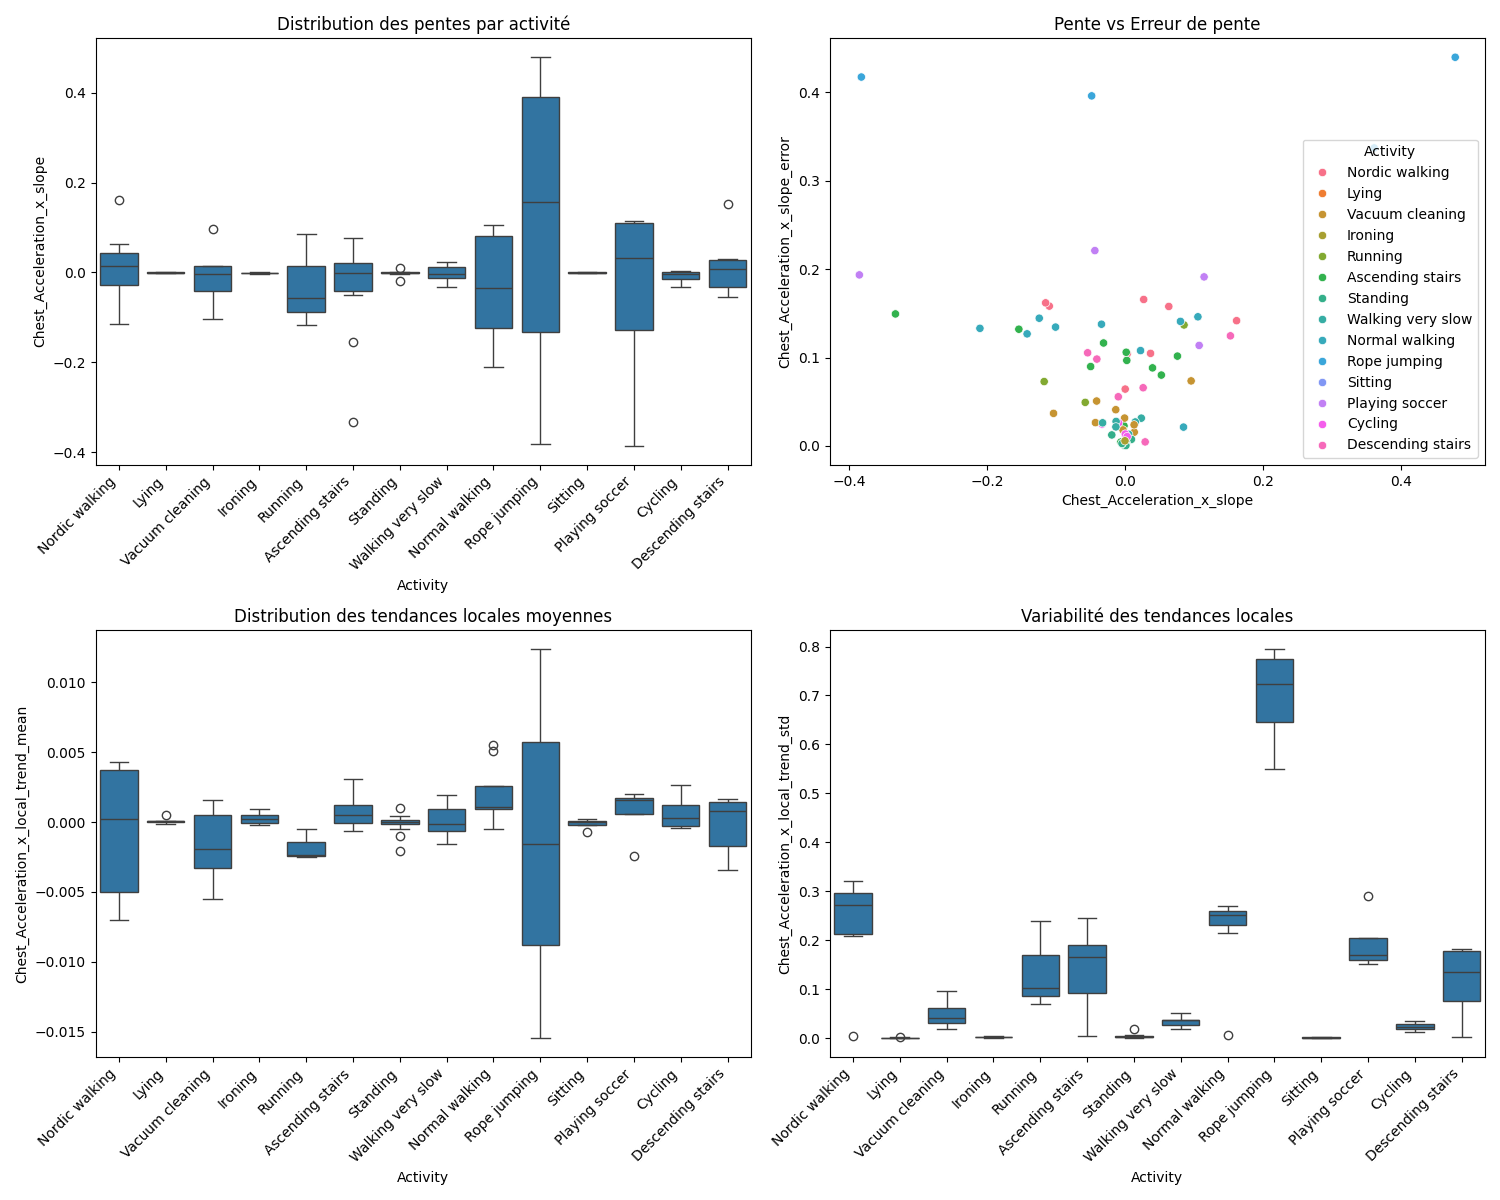 Distribution des pentes par activité
Chest_Acceleration_x_slope
0.4
0.2
0.0
−0.2
−0.4
Nordic walking
Lying
Vacuum cleaning
Ironing
Running
Ascending stairs
Standing
Walking very slow
Normal walking
Rope jumping
Sitting
Playing soccer
Cycling
Descending stairs
Activity
Pente vs Erreur de pente
Chest_Acceleration_x_slope_error
0.4
0.3
0.2
0.1
0.0
−0.4
−0.2
0.0
0.2
0.4
Chest_Acceleration_x_slope
Activity
Nordic walking
Lying
Vacuum cleaning
Ironing
Running
Ascending stairs
Standing
Walking very slow
Normal walking
Rope jumping
Sitting
Playing soccer
Cycling
Descending stairs
Distribution des tendances locales moyennes
Chest_Acceleration_x_local_trend_mean
0.010
0.005
0.000
−0.005
−0.010
−0.015
Nordic walking
Lying
Vacuum cleaning
Ironing
Running
Ascending stairs
Standing
Walking very slow
Normal walking
Rope jumping
Sitting
Playing soccer
Cycling
Descending stairs
Activity
Variabilité des tendances locales
Chest_Acceleration_x_local_trend_std
0.8
0.7
0.6
0.5
0.4
0.3
0.2
0.1
0.0
Nordic walking
Lying
Vacuum cleaning
Ironing
Running
Ascending stairs
Standing
Walking very slow
Normal walking
Rope jumping
Sitting
Playing soccer
Cycling
Descending stairs
Activity